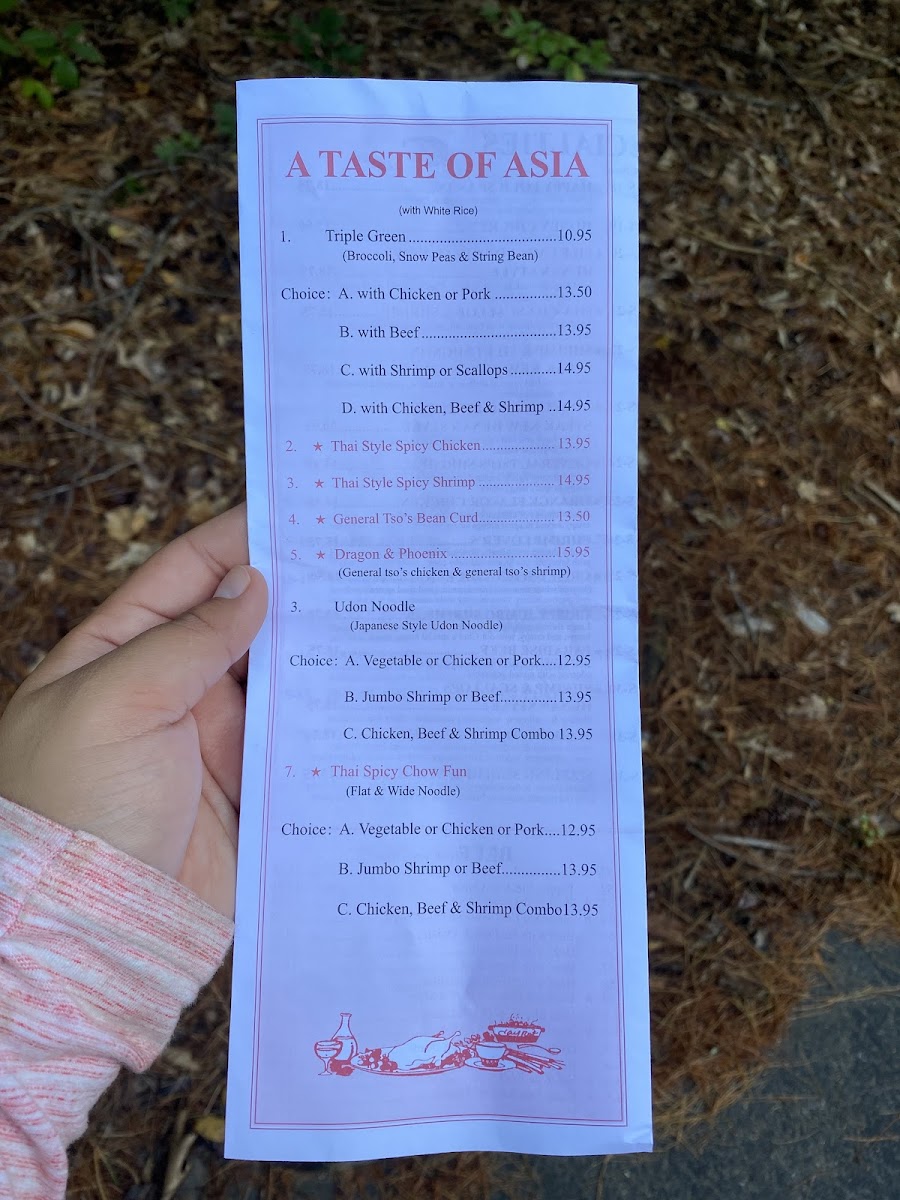 A TASTE OF ASIA
(with White Rice)
1. Triple Green......................................10.95
(Broccoli, Snow Peas & String Bean)
Choice: A. with Chicken or Pork ................13.50
B. with Beef...................................13.95
C. with Shrimp or Scallops............14.95
D. with Chicken, Beef & Shrimp ..14.95
2. ★ Thai Style Spicy Chicken................... 13.95
3. ★ Thai Style Spicy Shrimp .................... 14.95
4. ★ General Tso's Bean Curd.................... 13.50
5. ★ Dragon & Phoenix ...........................15.95
(General tso's chicken & general tso's shrimp)
3. Udon Noodle
(Japanese Style Udon Noodle)
Choice: A. Vegetable or Chicken or Pork....12.95
B. Jumbo Shrimp or Beef...............13.95
C. Chicken, Beef & Shrimp Combo 13.95
7. ★ Thai Spicy Chow Fun
(Flat & Wide Noodle)
Choice: A. Vegetable or Chicken or Pork....12.95
B. Jumbo Shrimp or Beef...............13.95
C. Chicken, Beef & Shrimp Combo13.95